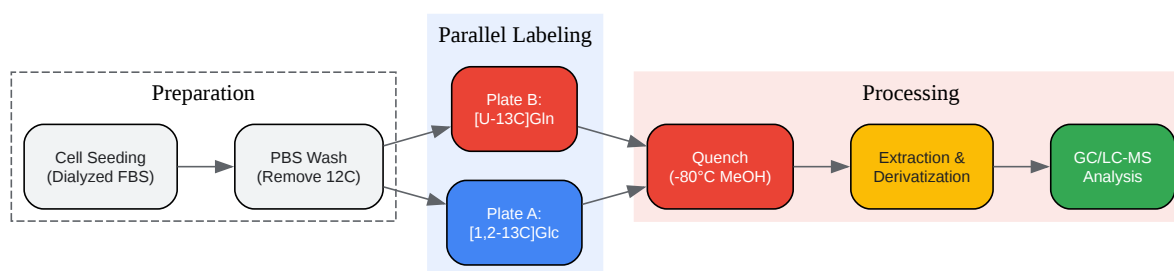 Preparation
Cell Seeding
(Dialyzed FBS)
PBS Wash
(Remove 12C)
Parallel Labeling
Plate B:
[U-13C]Gln
Plate A:
[1,2-13C]Glc
Processing
Quench
(-80°C MeOH)
Extraction &
Derivatization
GC/LC-MS
Analysis